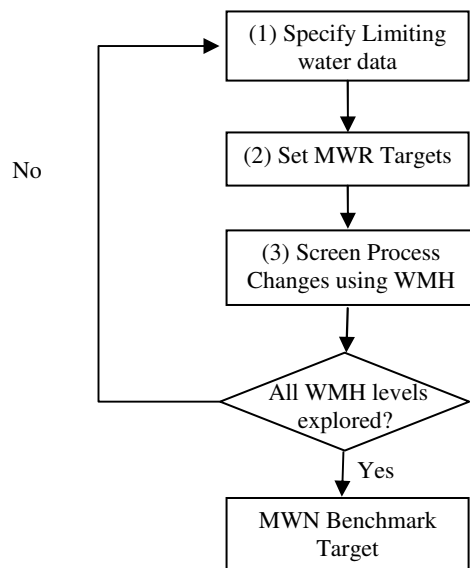 (1) Specify Limiting
water data
No
(2) Set MWR Targets
(3) Screen Process
Changes using WMH
All WMH levels
explored?
Yes
MWN Benchmark
Target